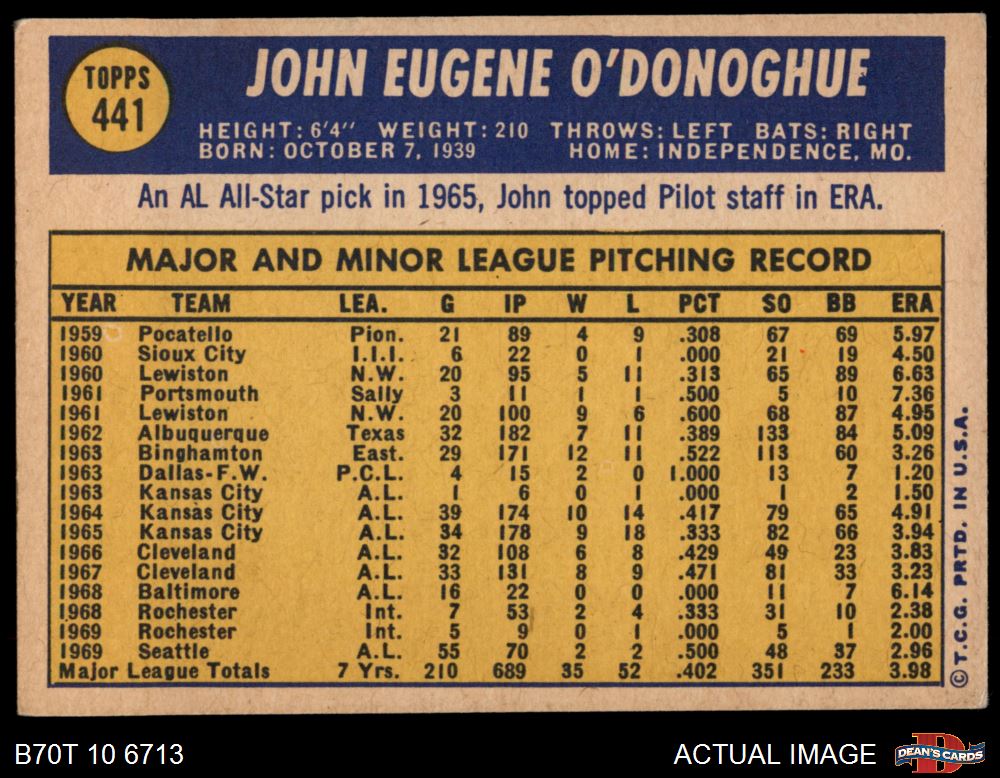 TOPPS
441
JOHN EUGENE O'DONOGHUE
HEIGHT: 6'4" WEIGHT: 210 THROWS: LEFT BATS: RIGHT
BORN: OCTOBER 7, 1939 HOME: INDEPENDENCE, MO.
An AL All-Star pick in 1965, John topped Pilot staff in ERA.
MAJOR AND MINOR LEAGUE PITCHING RECORD
YEAR TEAM LEA. G IP W L PCT SO BB ERA
1959 Pocatello Pion. 21 89 4 9 .308 67 69 5.97
1960 Sioux City I.I.I. 6 22 0 1 .000 21 19 4.50
1960 Lewiston N.W. 20 95 5 11 .313 65 89 6.63
1961 Portsmouth Sally 3 11 1 1 .500 5 10 7.36
1961 Lewiston N.W. 20 100 9 6 .600 68 87 4.95
1962 Albuquerque Texas 32 182 7 11 .389 133 84 5.09
1963 Binghamton East. 29 171 12 11 .522 113 60 3.26
1963 Dallas-F.W. P.C.L. 4 15 2 0 1.000 13 7 1.20
1963 Kansas City A.L. 1 6 0 1 .000 1 2 1.50
1964 Kansas City A.L. 39 174 10 14 .417 79 65 4.91
1965 Kansas City A.L. 34 178 9 18 .333 82 66 3.94
1966 Cleveland A.L. 32 108 6 8 .429 49 23 3.83
1967 Cleveland A.L. 33 131 8 9 .471 81 33 3.23
1968 Baltimore A.L. 16 22 0 0 .000 11 7 6.14
1968 Rochester Int. 7 53 2 4 .333 31 10 2.38
1969 Rochester Int. 5 9 0 1 .000 5 1 2.00
1969 Seattle A.L. 55 70 2 2 .500 48 37 2.96
Major League Totals 7 Yrs. 210 689 35 52 .402 351 233 3.98
©T.C.G. PRTD. IN U.S.A.
B70T 10 6713 ACTUAL IMAGE
DEAN'S CARDS